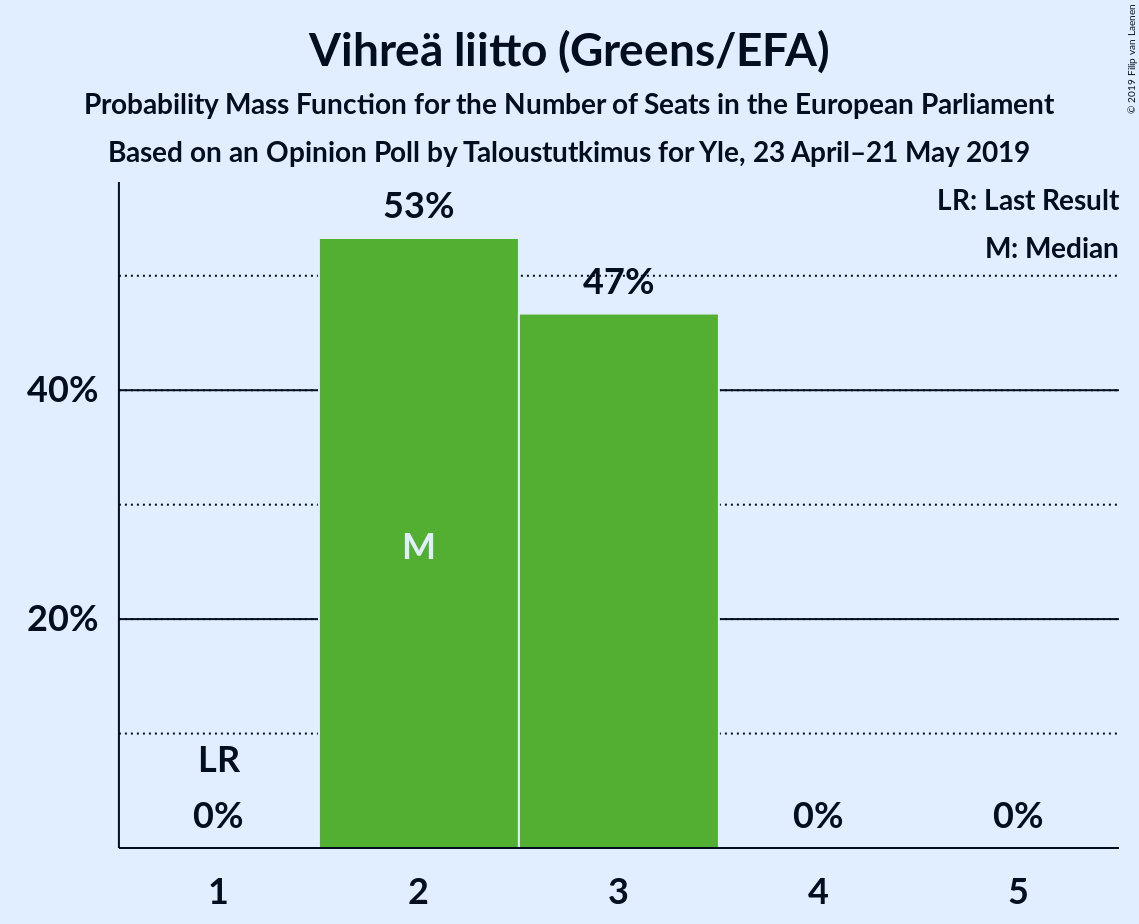 Vihreä liitto (Greens/EFA)
Probability Mass Function for the Number of Seats in the European Parliament
Based on an Opinion Poll by Taloustutkimus for Yle, 23 April–21 May 2019
© 2019 Filip van Laenen
LR: Last Result
M: Median
53%
47%
40%
M
20%
LR
0%
0%
0%
1
2
3
4
5